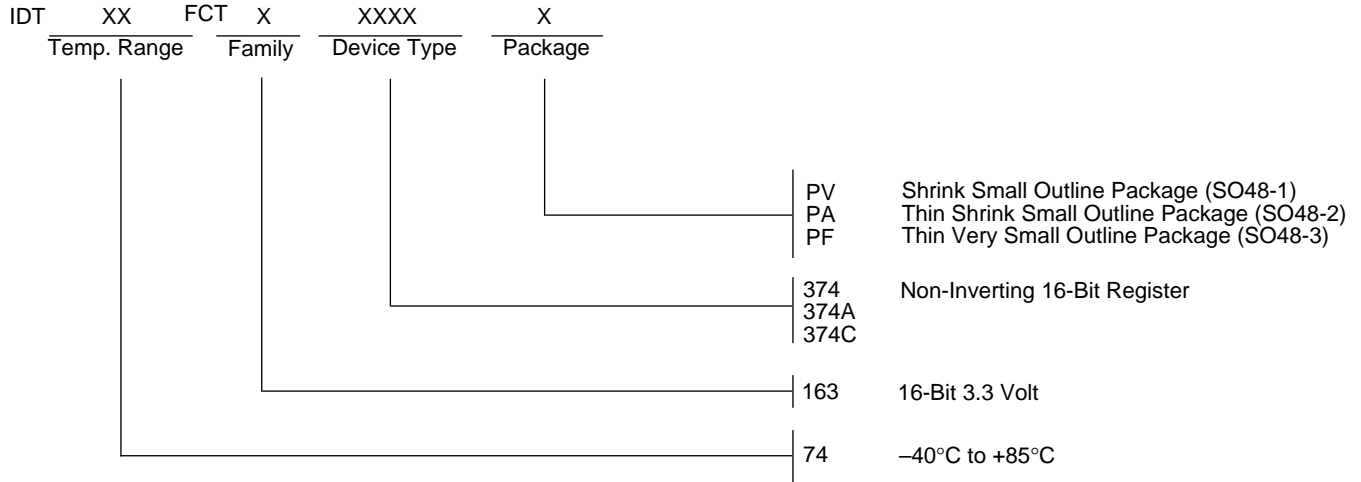 IDT XX FCT X XXXX X
Temp. Range Family Device Type Package
PV Shrink Small Outline Package (SO48-1)
PA Thin Shrink Small Outline Package (SO48-2)
PF Thin Very Small Outline Package (SO48-3)
374 Non-Inverting 16-Bit Register
374A
374C
163 16-Bit 3.3 Volt
74 –40°C to +85°C